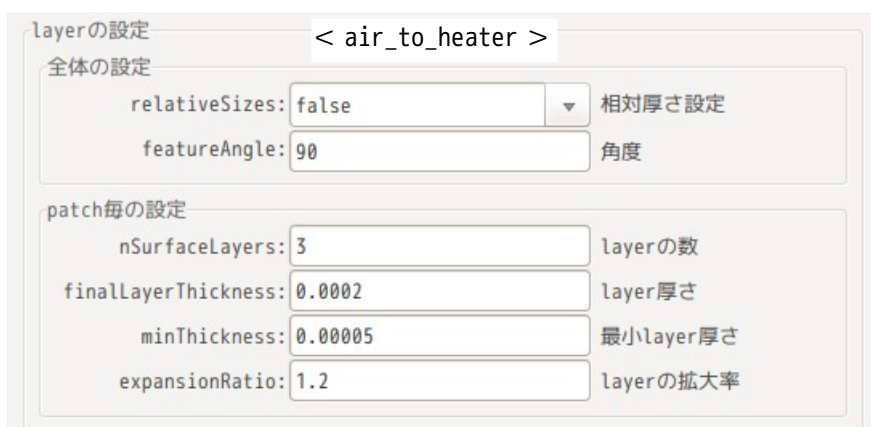 layerの設定
< air_to_heater >
全体の設定
relativeSizes: false 相対厚さ設定
featureAngle: 90 角度
patch毎の設定
nSurfaceLayers: 3 layerの数
finalLayerThickness: 0.0002 layer厚さ
minThickness: 0.00005 最小layer厚さ
expansionRatio: 1.2 layerの拡大率